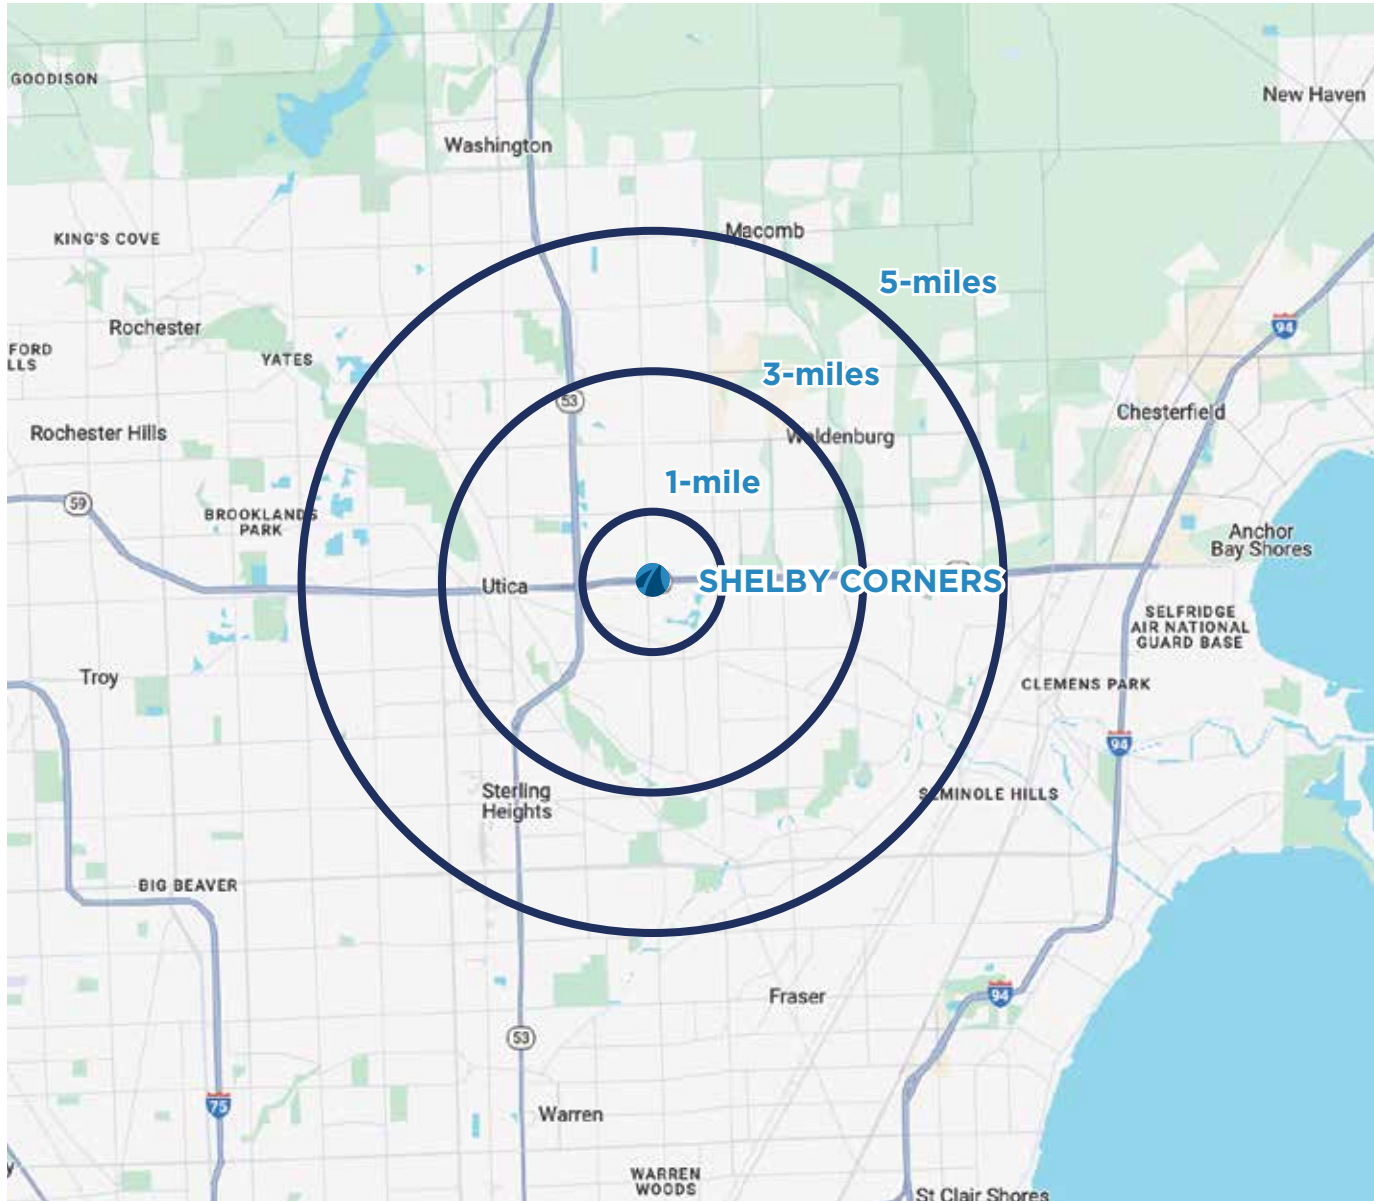 GOODISON
New Haven
Washington
Macomb
KING'S COVE
5-miles
94
Rochester
FORD
LLS
YATES
3-miles
53
Chesterfield
Rochester Hills
Waldenburg
1-mile
59
BROOKLANDS
PARK
Anchor
Bay Shores
Utica
SHELBY CORNERS
SELFRIDGE
AIR NATIONAL
GUARD BASE
Troy
CLEMENS PARK
94
Sterling
Heights
SEMINOLE HILLS
BIG BEAVER
94
Fraser
53
75
Warren
y
WARREN
WOODS
St Clair Shores